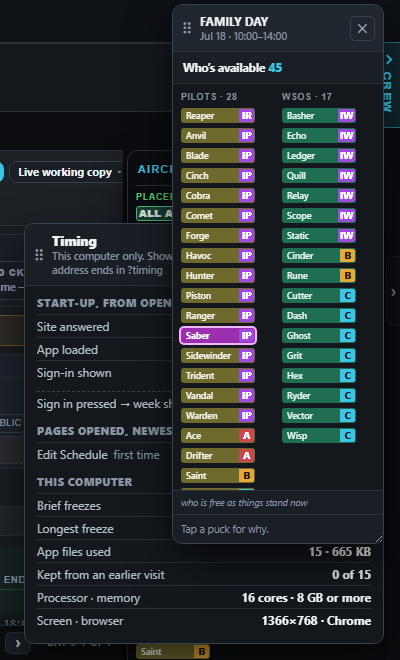 FAMILY DAY
Jul 18 · 10:00–14:00
Who's available 45
PILOTS · 28
Reaper IR
Anvil IP
Blade IP
Cinch IP
Cobra IP
Comet IP
Forge IP
Havoc IP
Hunter IP
Piston IP
Ranger IP
Saber IP
Sidewinder IP
Trident IP
Vandal IP
Warden IP
Ace A
Drifter A
Saint B
WSOS · 17
Basher IW
Echo IW
Ledger IW
Quill IW
Relay IW
Scope IW
Static IW
Cinder B
Rune B
Cutter C
Dash C
Ghost C
Grit C
Hex C
Ryder C
Vector C
Wisp C
who is free as things stand now
Tap a puck for why.
CREW
Live working copy
AIRC
PLACE
ALL A
Timing
This computer only. Show
address ends in ?timing
START-UP, FROM OPEN
Site answered
App loaded
Sign-in shown
Sign in pressed → week sh
PAGES OPENED, NEWES
Edit Schedule first time
THIS COMPUTER
Brief freezes
Longest freeze
App files used 15 · 665 KB
Kept from an earlier visit 0 of 15
Processor · memory 16 cores · 8 GB or more
Screen · browser 1366×768 · Chrome
END
Saint B